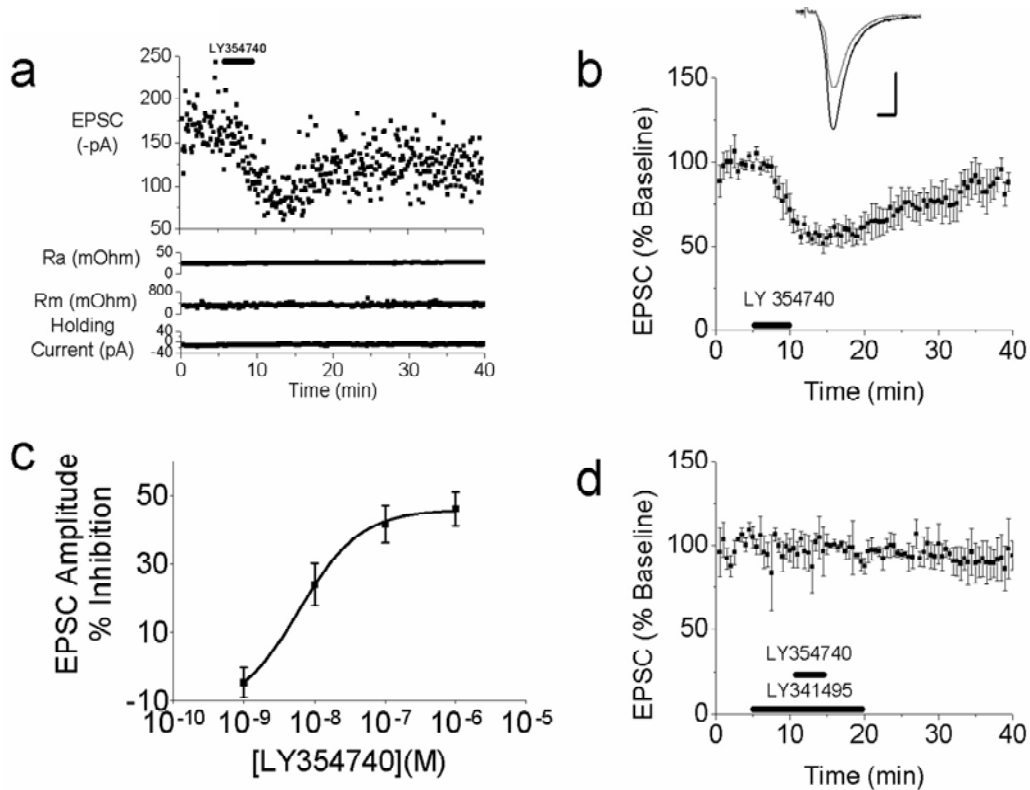 a
LY354740
250
200
EPSC
(-pA)
150
100
50
Ra (mOhm)
50
0
Rm (mOhm)
800
0
Holding
Current (pA)
40
0
-40
0 10 20 30 40
Time (min)
b
150
100
50
0
EPSC (% Baseline)
LY 354740
0 10 20 30 40
Time (min)
c
EPSC Amplitude
% Inhibition
50
30
10
-10
10-10 10-9 10-8 10-7 10-6 10-5
[LY354740](M)
d
150
100
50
0
EPSC (% Baseline)
LY354740
LY341495
0 10 20 30 40
Time (min)